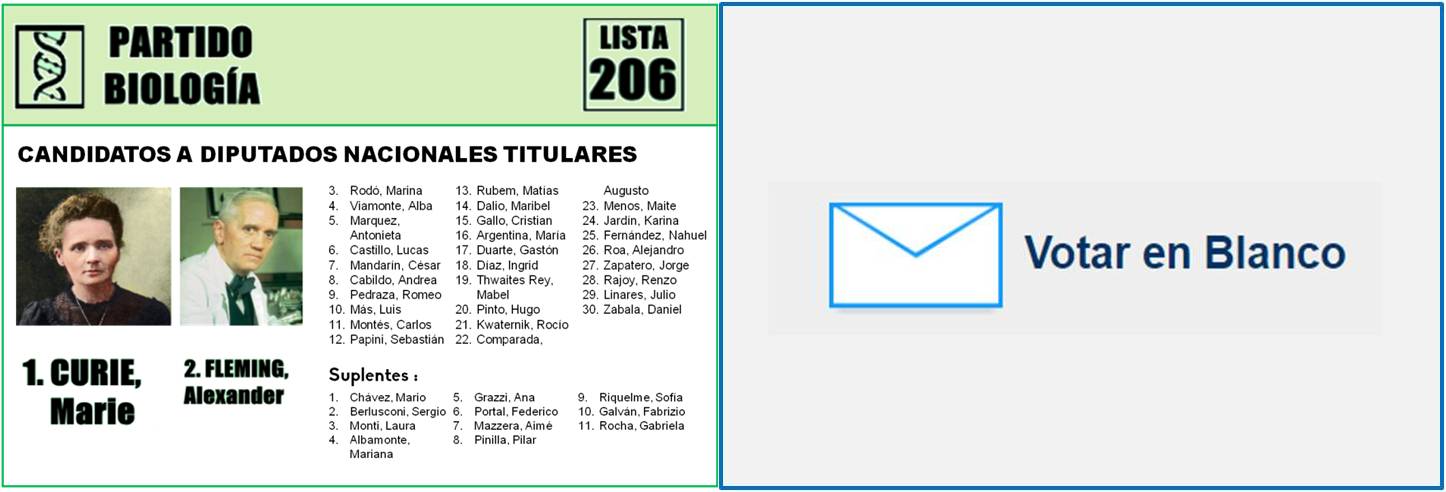 PARTIDO
BIOLOGÍA
LISTA
206
CANDIDATOS A DIPUTADOS NACIONALES TITULARES
1. CURIE,
Marie
2. FLEMING,
Alexander
3. Rodó, Marina
4. Viamonte, Alba
5. Marquez,
Antonieta
6. Castillo, Lucas
7. Mandarín, César
8. Cabildo, Andrea
9. Pedraza, Romeo
10. Más, Luis
11. Montés, Carlos
12. Papini, Sebastián
13. Rubem, Matías
14. Dalio, Maribel
15. Gallo, Cristian
16. Argentina, María
17. Duarte, Gastón
18. Díaz, Ingrid
19. Thwaites Rey,
Mabel
20. Pinto, Hugo
21. Kwaternik, Rocío
22. Comparada,
Augusto
23. Menos, Maite
24. Jardín, Karina
25. Fernández, Nahuel
26. Roa, Alejandro
27. Zapatero, Jorge
28. Rajoy, Renzo
29. Linares, Julio
30. Zabala, Daniel
Suplentes :
1. Chávez, Mario
2. Berlusconi, Sergio
3. Monti, Laura
4. Albamonte,
Mariana
5. Grazzi, Ana
6. Portal, Federico
7. Mazzera, Aimé
8. Pinilla, Pilar
9. Riquelme, Sofía
10. Galván, Fabrizio
11. Rocha, Gabriela
Votar en Blanco